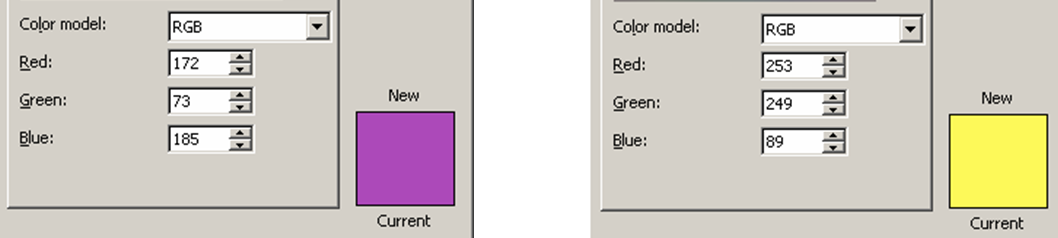 Color model: RGB
Red: 172
Green: 73
Blue: 185
New
Current
Color model: RGB
Red: 253
Green: 249
Blue: 89
New
Current